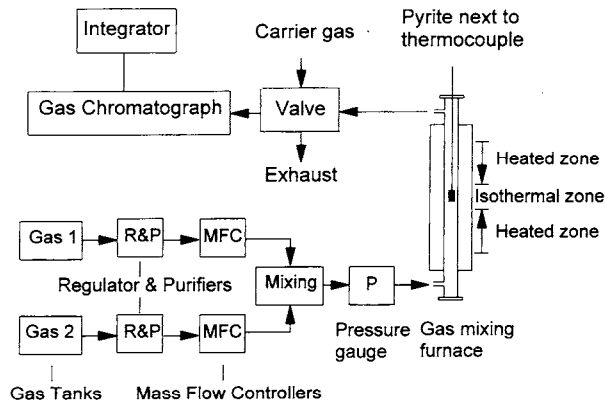 Integrator
Carrier gas
Pyrite next to
thermocouple
Gas Chromatograph
Valve
Exhaust
Heated zone
Isothermal zone
Heated zone
Gas 1
R&P
MFC
Regulator & Purifiers
Mixing
P
Gas 2
R&P
MFC
Pressure
gauge
Gas mixing
furnace
Gas Tanks
Mass Flow Controllers